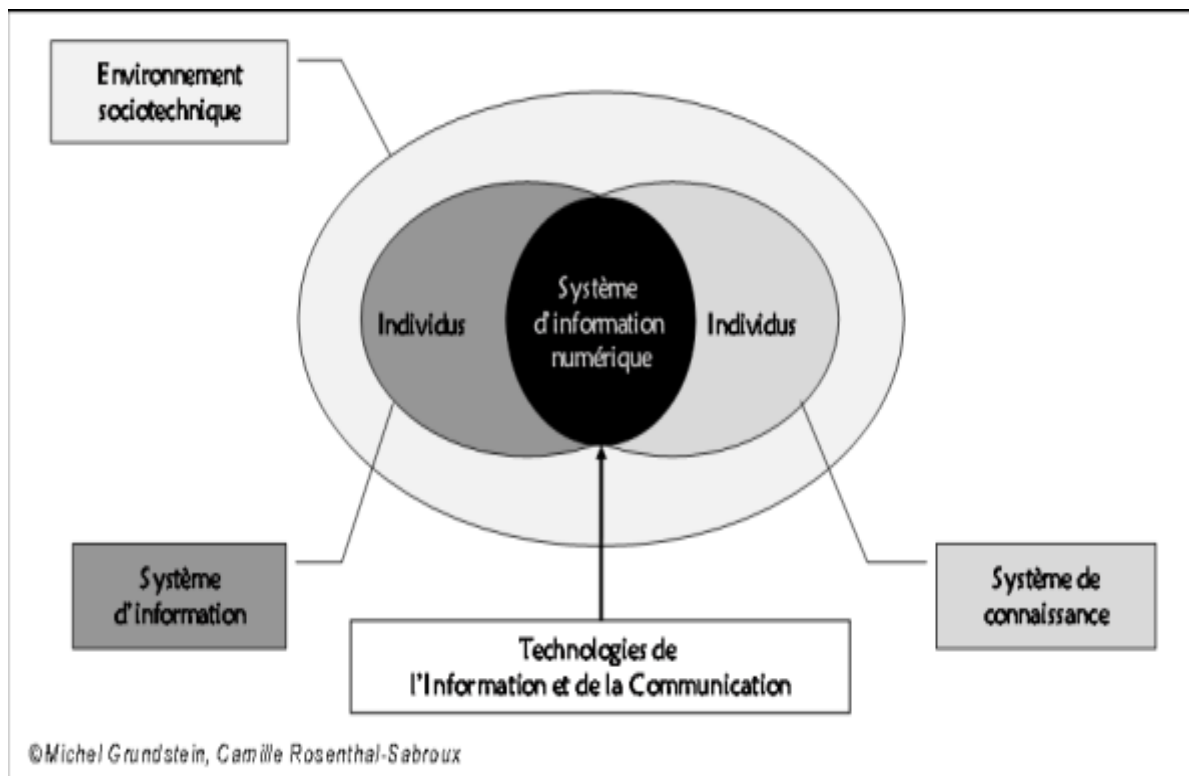 Environnement
sociotechnique
Individus
Système
d'information
numérique
Individus
Système
d'information
Système de
connaissance
Technologies de
l'Information et de la Communication
©Michel Grundstein, Camille Rosenthal-Sabroux